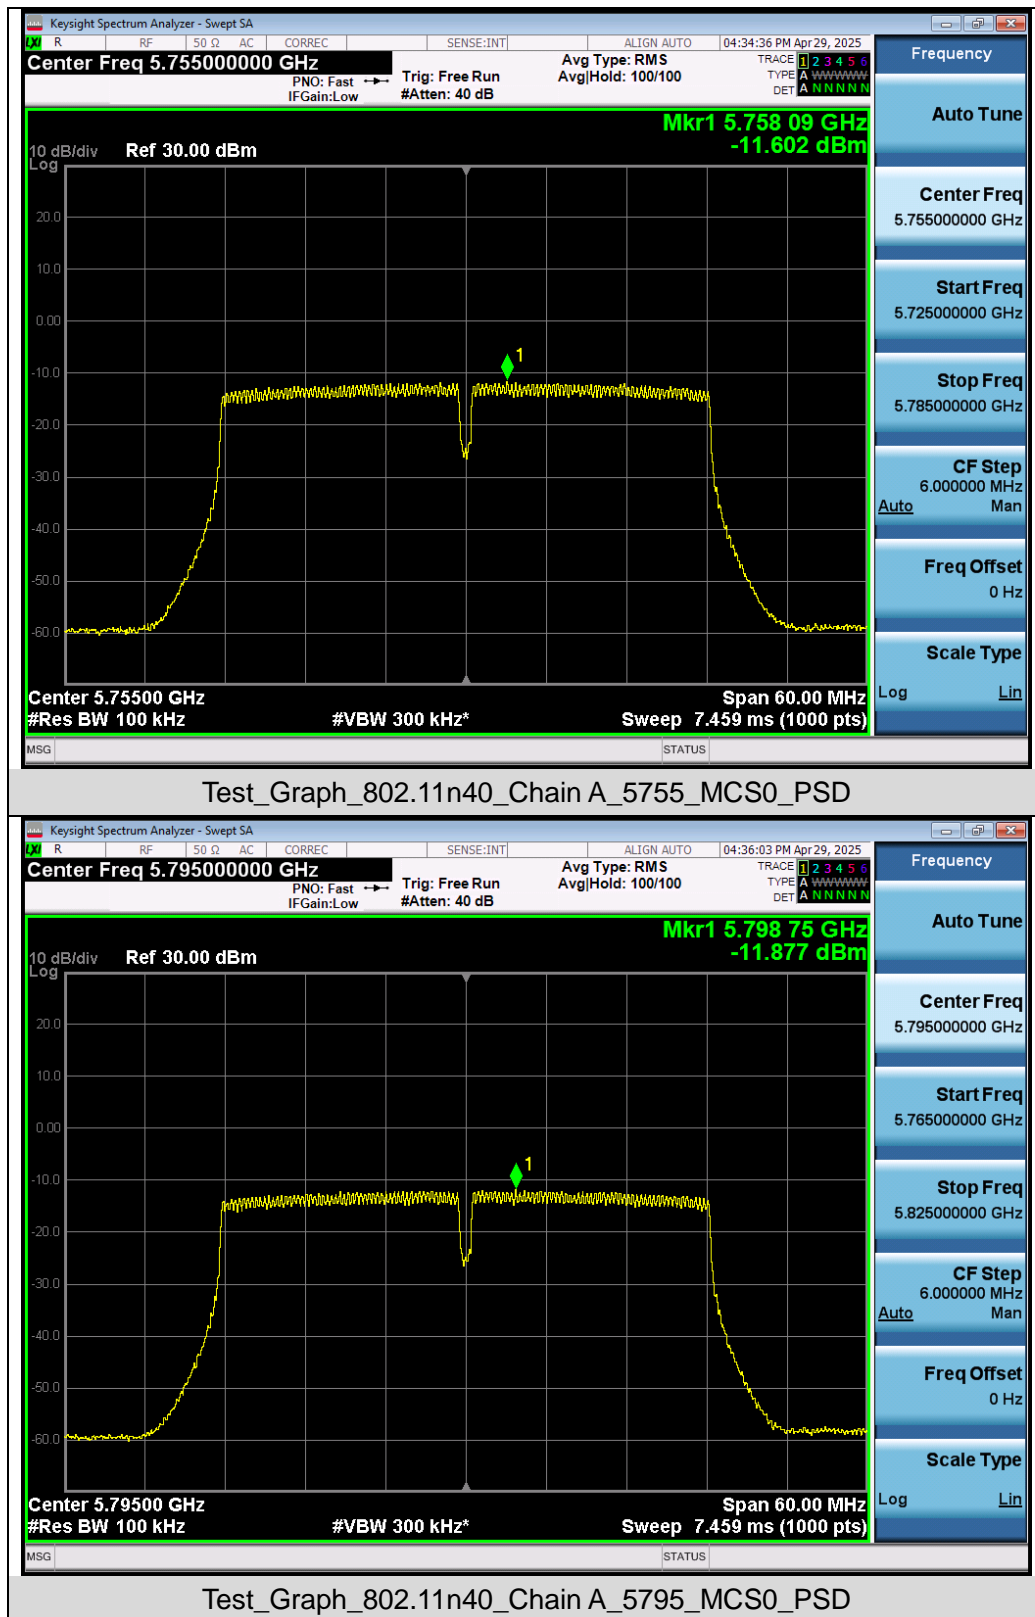 Keysight Spectrum Analyzer - Swept SA
LXI R RF 50 Ω AC CORREC SENSE:INT ALIGN AUTO 04:34:36 PM Apr 29, 2025
Center Freq 5.755000000 GHz
PNO: Fast
IFGain:Low
Trig: Free Run
#Atten: 40 dB
Avg Type: RMS
Avg|Hold: 100/100
TRACE 1 2 3 4 5 6
TYPE A WWWWW
DET A N N N N N
Mkr1 5.758 09 GHz
-11.602 dBm
10 dB/div Ref 30.00 dBm
Log
20.0
10.0
0.00
-10.0
-20.0
-30.0
-40.0
-50.0
-60.0
1
Center 5.75500 GHz Span 60.00 MHz
#Res BW 100 kHz #VBW 300 kHz* Sweep 7.459 ms (1000 pts)
MSG STATUS
Frequency
Auto Tune
Center Freq
5.755000000 GHz
Start Freq
5.725000000 GHz
Stop Freq
5.785000000 GHz
CF Step
6.000000 MHz
Auto Man
Freq Offset
0 Hz
Scale Type
Log Lin
Test_Graph_802.11n40_Chain A_5755_MCS0_PSD
Keysight Spectrum Analyzer - Swept SA
LXI R RF 50 Ω AC CORREC SENSE:INT ALIGN AUTO 04:36:03 PM Apr 29, 2025
Center Freq 5.795000000 GHz
PNO: Fast
IFGain:Low
Trig: Free Run
#Atten: 40 dB
Avg Type: RMS
Avg|Hold: 100/100
TRACE 1 2 3 4 5 6
TYPE A WWWWW
DET A N N N N N
Mkr1 5.798 75 GHz
-11.877 dBm
10 dB/div Ref 30.00 dBm
Log
20.0
10.0
0.00
-10.0
-20.0
-30.0
-40.0
-50.0
-60.0
1
Center 5.79500 GHz Span 60.00 MHz
#Res BW 100 kHz #VBW 300 kHz* Sweep 7.459 ms (1000 pts)
MSG STATUS
Frequency
Auto Tune
Center Freq
5.795000000 GHz
Start Freq
5.765000000 GHz
Stop Freq
5.825000000 GHz
CF Step
6.000000 MHz
Auto Man
Freq Offset
0 Hz
Scale Type
Log Lin
Test_Graph_802.11n40_Chain A_5795_MCS0_PSD